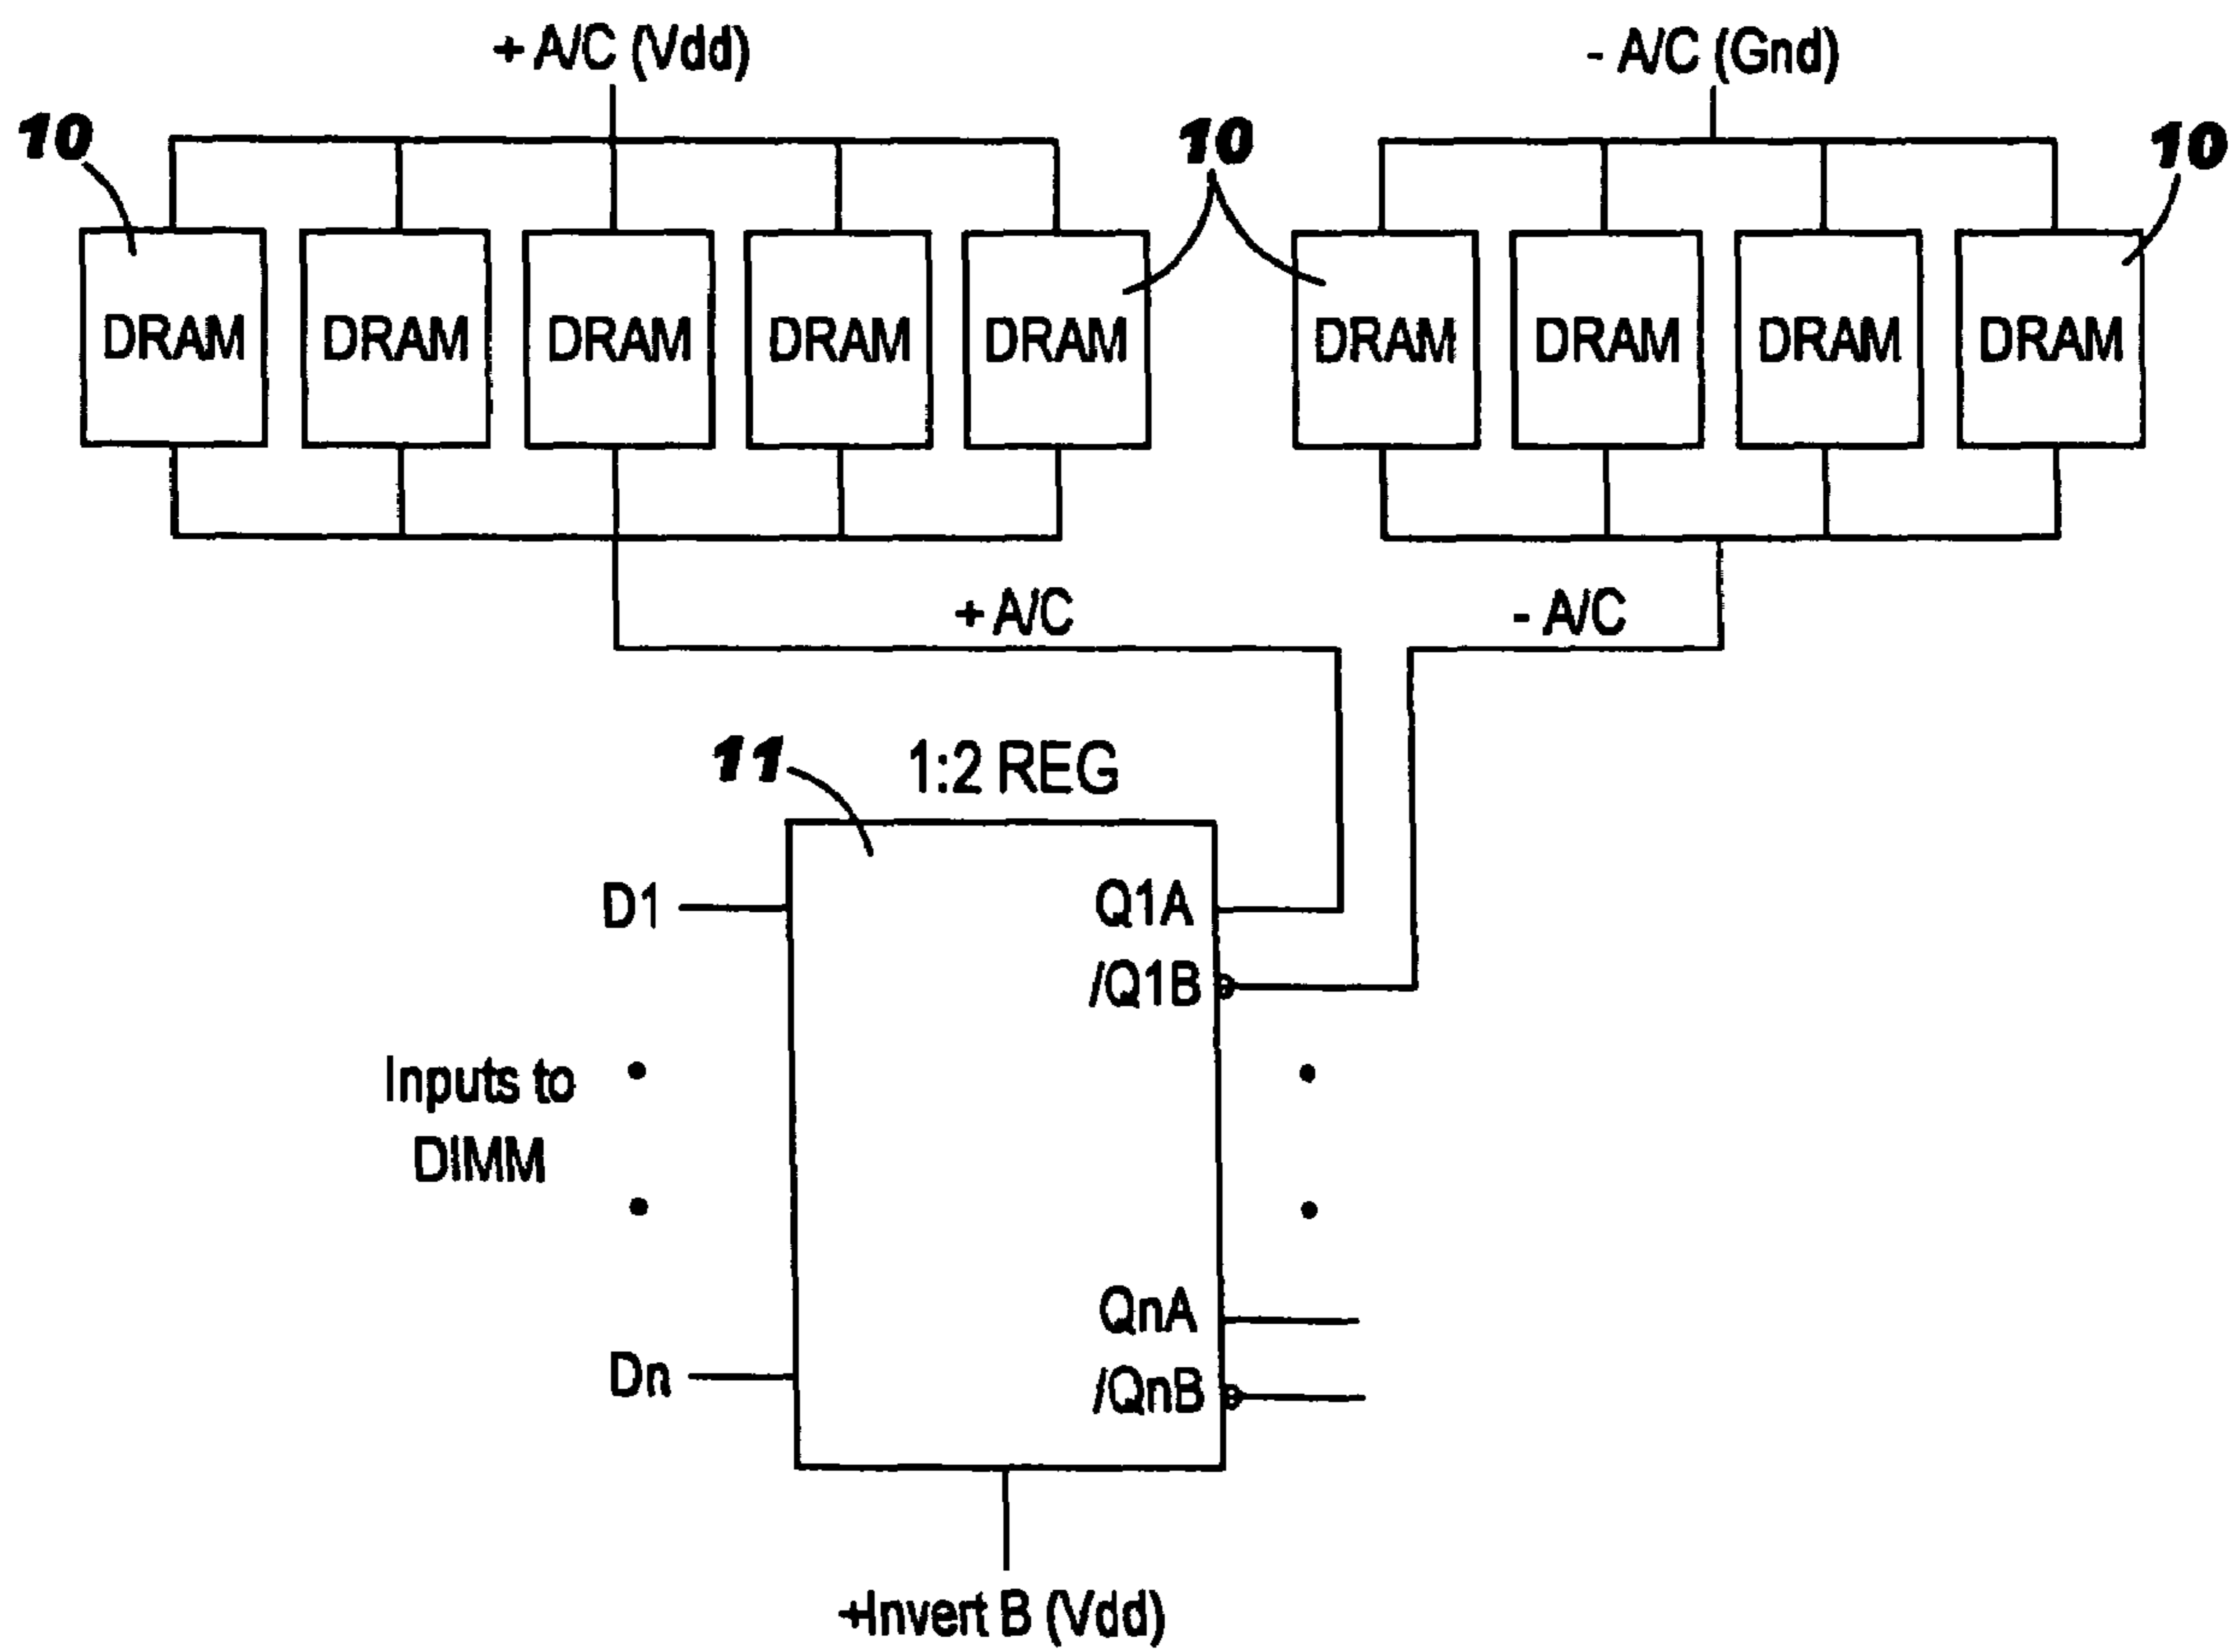 + A/C (Vdd)
- A/C (Gnd)
10
10
10
DRAM
DRAM
DRAM
DRAM
DRAM
DRAM
DRAM
DRAM
DRAM
+ A/C
- A/C
11
1:2 REG
D1
Q1A
/Q1B
Inputs to
DIMM
QnA
Dn
/QnB
+Invert B (Vdd)